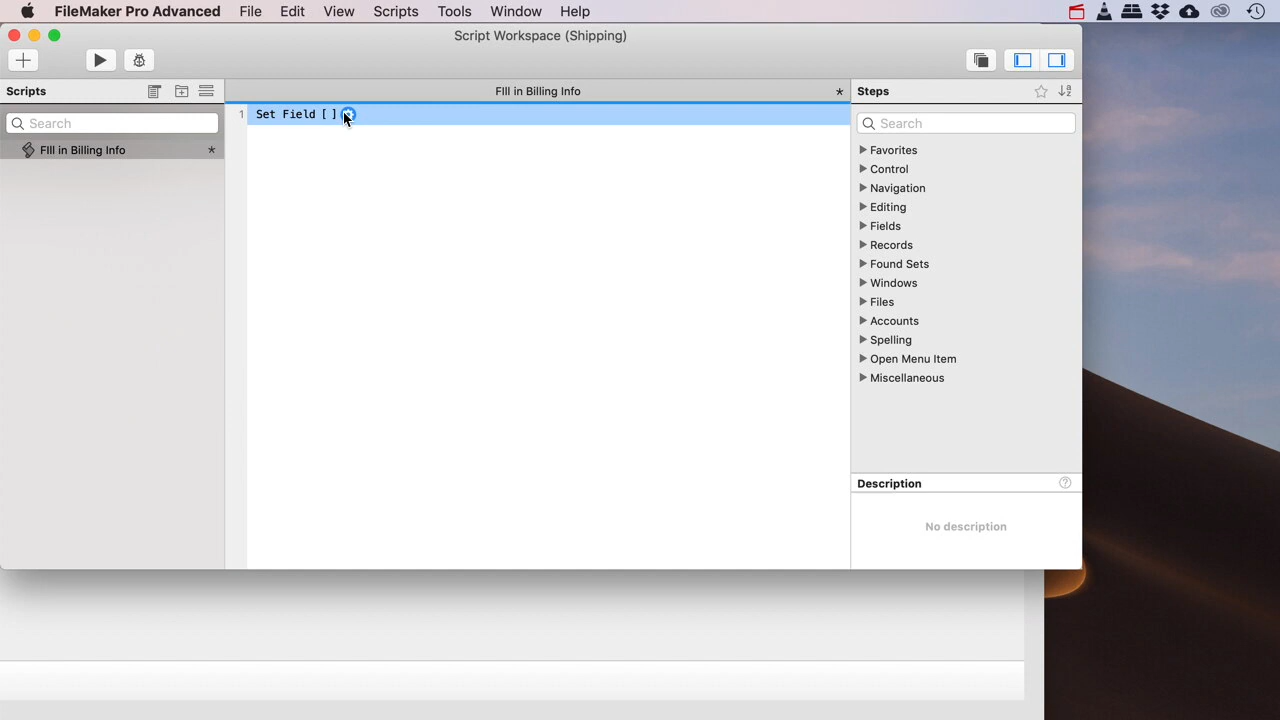 FileMaker Pro Advanced File Edit View Scripts Tools Window Help
Script Workspace (Shipping)
Scripts
FIll in Billing Info *
Steps
Search
FIll in Billing Info *
1 Set Field [ ]
Search
Favorites
Control
Navigation
Editing
Fields
Records
Found Sets
Windows
Files
Accounts
Spelling
Open Menu Item
Miscellaneous
Description
No description